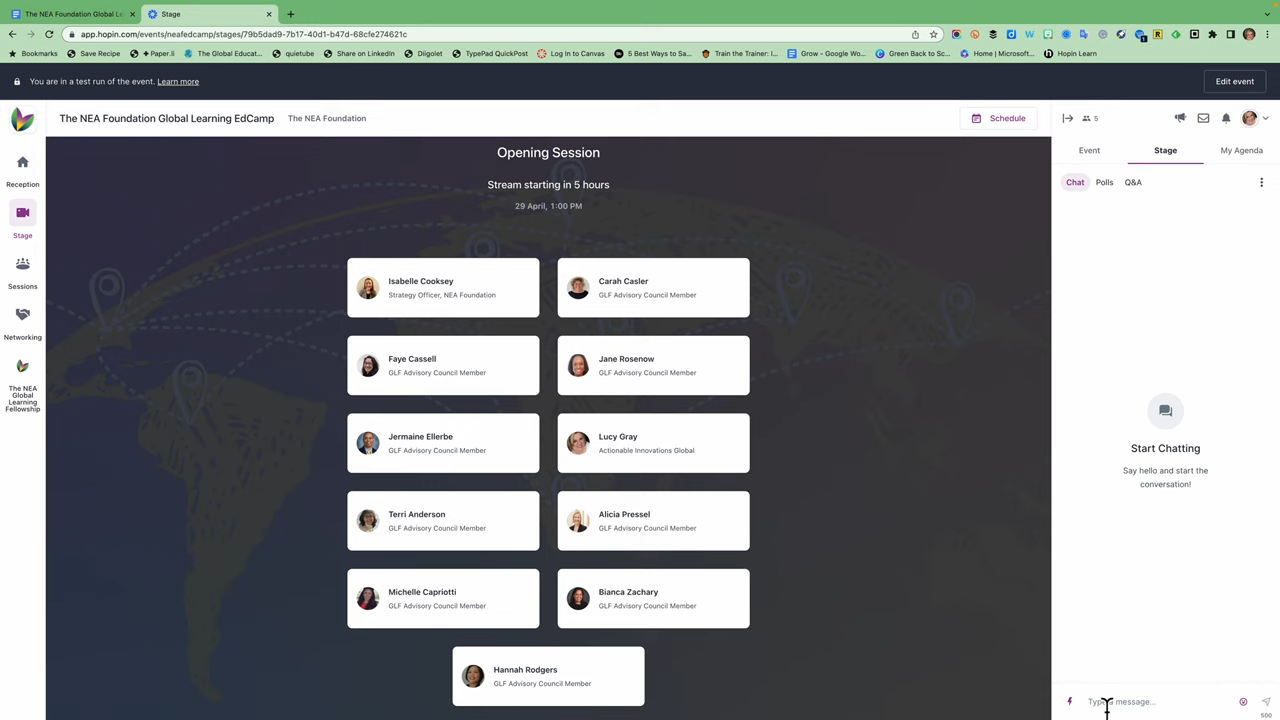 The NEA Foundation Global Le
Stage
app.hopin.com/events/neafedcamp/stages/79b5dad9-7b17-40d1-b47d-68cfe274621c
Bookmarks
Save Recipe
+ Paper.li
The Global Educat...
quietube
Share on LinkedIn
Diigolet
TypePad QuickPost
Log In to Canvas
5 Best Ways to Sa...
Train the Trainer: I...
Grow - Google Wo...
Green Back to Sc...
Home | Microsoft...
Hopin Learn
You are in a test run of the event. Learn more
Edit event
The NEA Foundation Global Learning EdCamp
The NEA Foundation
Schedule
5
Reception
Stage
Sessions
Networking
The NEA
Global
Learning
Fellowship
Opening Session
Stream starting in 5 hours
29 April, 1:00 PM
Isabelle Cooksey
Strategy Officer, NEA Foundation
Carah Casler
GLF Advisory Council Member
Faye Cassell
GLF Advisory Council Member
Jane Rosenow
GLF Advisory Council Member
Jermaine Ellerbe
GLF Advisory Council Member
Lucy Gray
Actionable Innovations Global
Terri Anderson
GLF Advisory Council Member
Alicia Pressel
GLF Advisory Council Member
Michelle Capriotti
GLF Advisory Council Member
Bianca Zachary
GLF Advisory Council Member
Hannah Rodgers
GLF Advisory Council Member
Event
Stage
My Agenda
Chat
Polls
Q&A
Start Chatting
Say hello and start the
conversation!
Type a message...
500